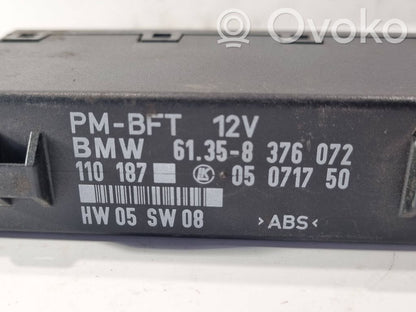 Ovoko
PM-BFT 12V
BMW 61.35-8 376 072
110 187 LK 05 0717 50
HW 05 SW 08 >ABS<